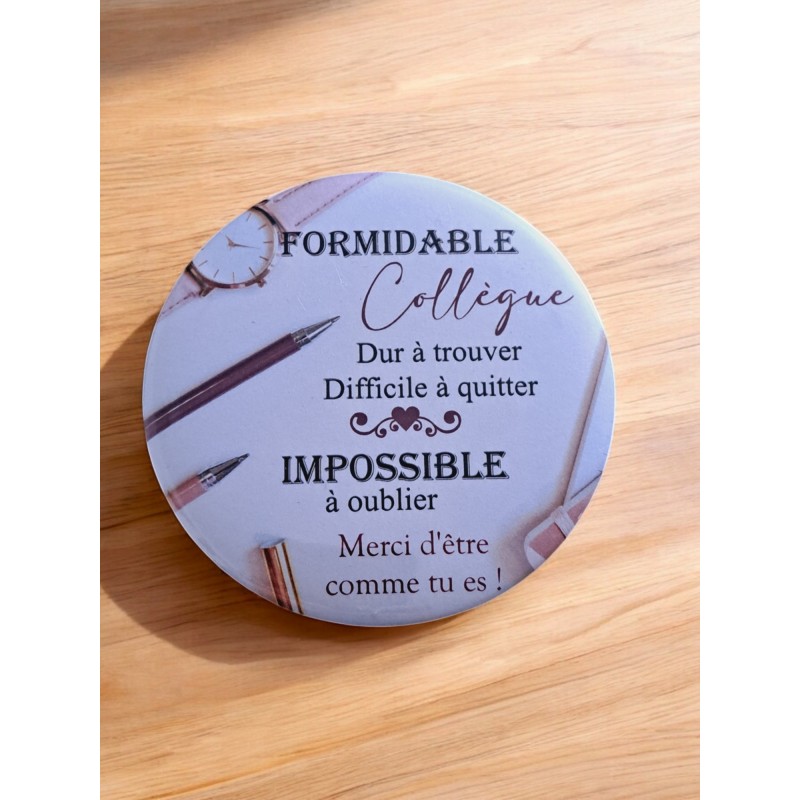 FORMIDABLE
Collègue
Dur à trouver
Difficile à quitter
IMPOSSIBLE
à oublier
Merci d'être
comme tu es !